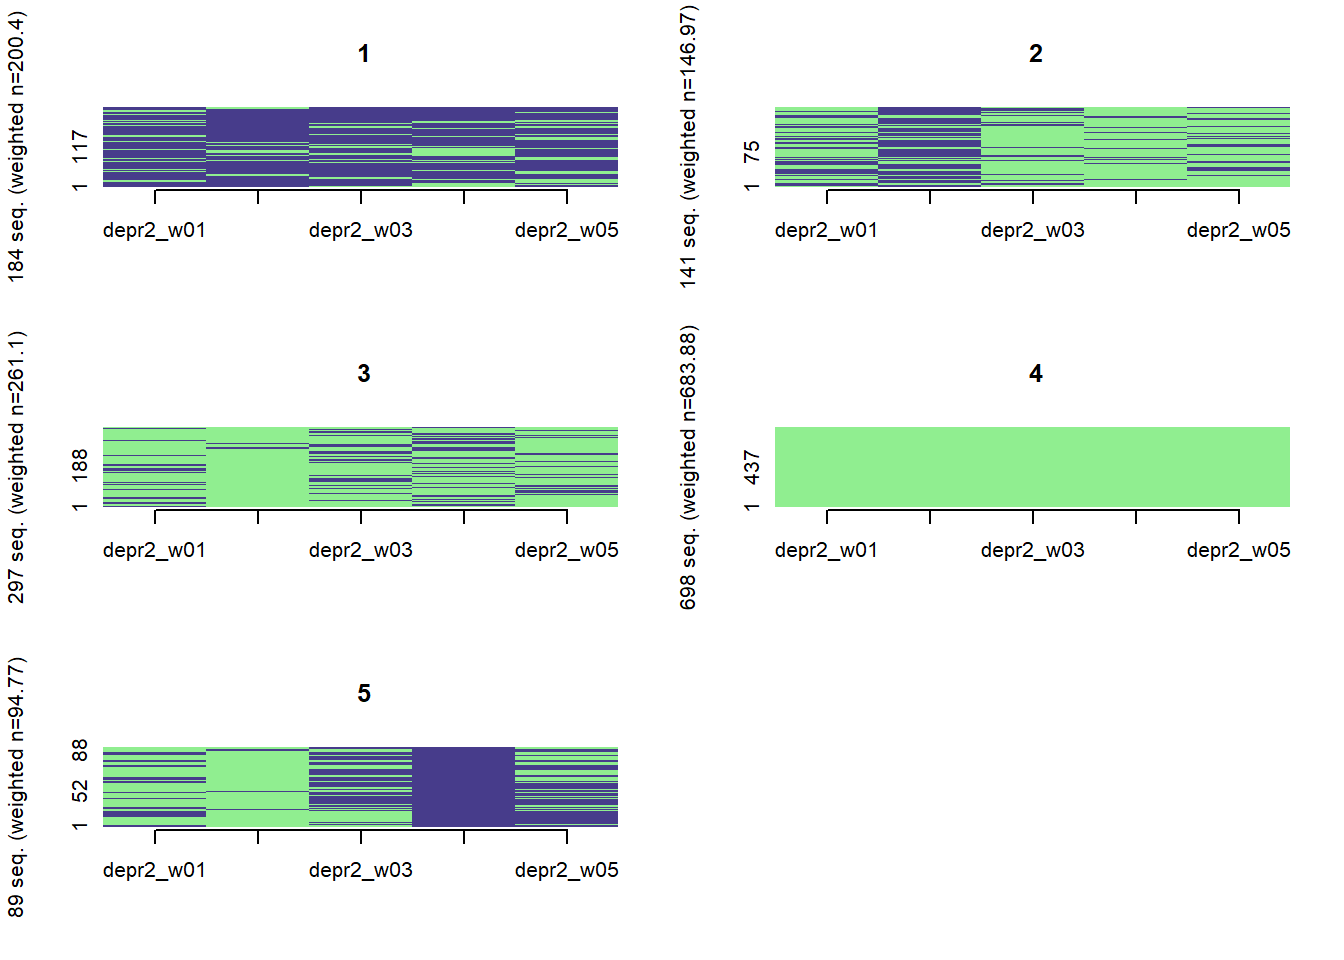 1
184 seq. (weighted n=200.4)
1 117
depr2_w01 depr2_w03 depr2_w05
2
141 seq. (weighted n=146.97)
1 75
depr2_w01 depr2_w03 depr2_w05
3
297 seq. (weighted n=261.1)
1 188
depr2_w01 depr2_w03 depr2_w05
4
698 seq. (weighted n=683.88)
1 437
depr2_w01 depr2_w03 depr2_w05
5
89 seq. (weighted n=94.77)
1 52 88
depr2_w01 depr2_w03 depr2_w05